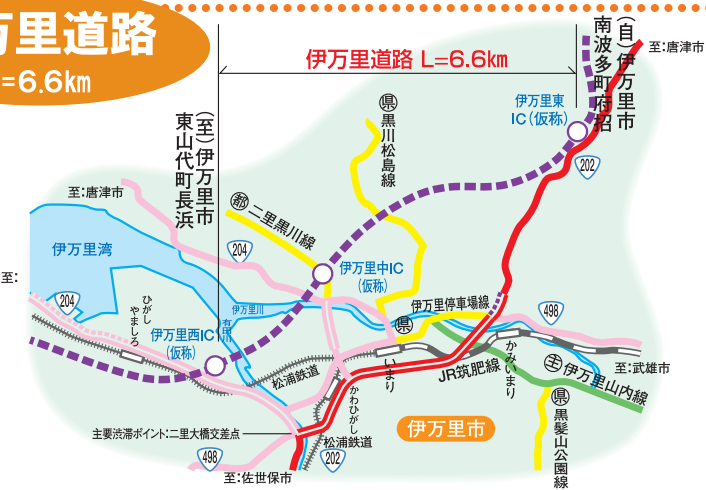 万里道路
=6.6km
伊万里道路 L=6.6km
(自)伊万里市
南波多町府招
至:唐津市
伊万里東
IC(仮称)
202
県 黒川松島線
(至)伊万里市
東山代町長浜
至:唐津市
都 二里黒川線
204
伊万里湾
伊万里中IC
(仮称)
至:
204
ひがし
やましろ
伊万里川
有田川
伊万里停車場線
県
498
伊万里西IC
(仮称)
松浦鉄道
いまり
JR筑肥線
かみいまり
至:武雄市
主 伊万里山内線
かわひがし
県 黒髪山公園線
伊万里市
主要渋滞ポイント:二里大橋交差点
松浦鉄道
498
202
至:佐世保市